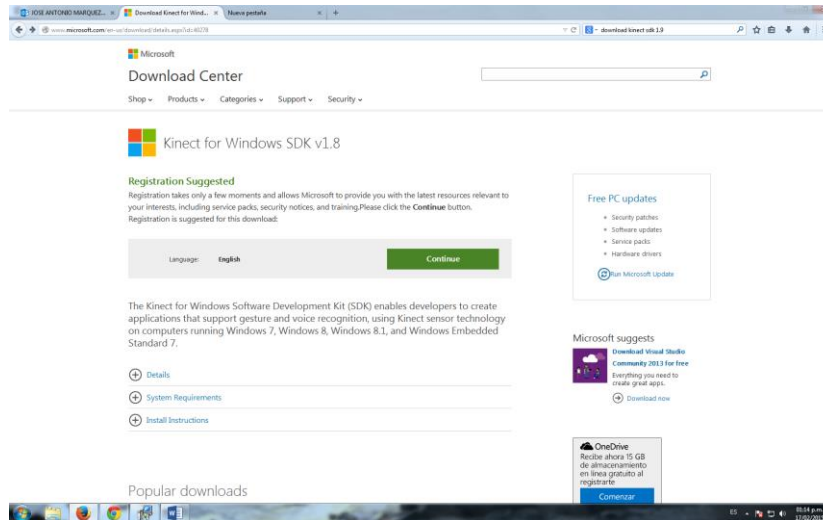 JOSE ANTONIO MARQUEZ...
Download Kinect for Wind...
Nueva pestaña
www.microsoft.com/en-us/download/details.aspx?id=40278
download kinect sdk 1.9
Microsoft
Download Center
Shop
Products
Categories
Support
Security
Kinect for Windows SDK v1.8
Registration Suggested
Registration takes only a few moments and allows Microsoft to provide you with the latest resources relevant to
your interests, including service packs, security notices, and training.Please click the Continue button.
Registration is suggested for this download:
Language: English
Continue
The Kinect for Windows Software Development Kit (SDK) enables developers to create
applications that support gesture and voice recognition, using Kinect sensor technology
on computers running Windows 7, Windows 8, Windows 8.1, and Windows Embedded
Standard 7.
Details
System Requirements
Install Instructions
Popular downloads
Free PC updates
Security patches
Software updates
Service packs
Hardware drivers
Run Microsoft Update
Microsoft suggests
Download Visual Studio
Community 2013 for free
Everything you need to
create great apps.
Download now
OneDrive
Recibe ahora 15 GB
de almacenamiento
en línea gratuito al
registrarte
Comenzar
ES
p.m.